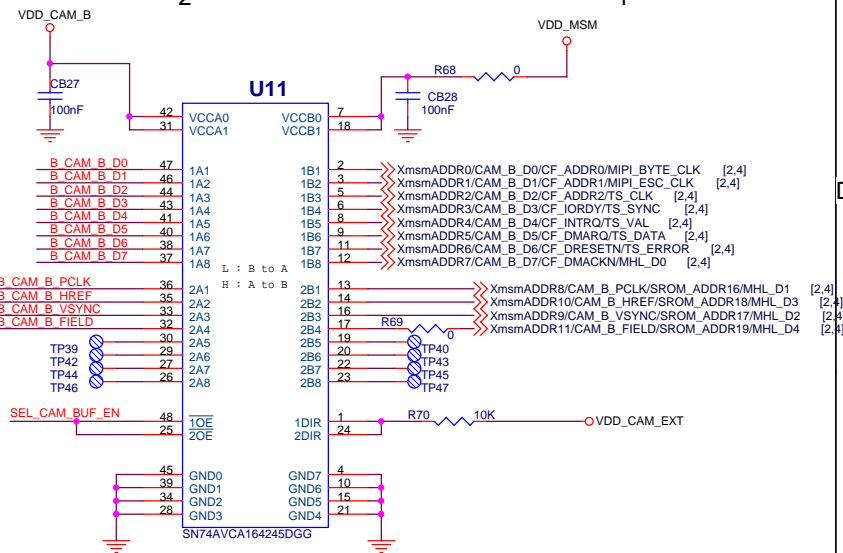 2 1
VDD_CAM_B
VDD_MSM
CB27
100nF
R68 0
CB28
100nF
U11
42 VCCA0 VCCB0 7
31 VCCA1 VCCB1 18
B_CAM_B_D0 47 1A1 1B1 2 XmsmADDR0/CAM_B_D0/CF_ADDR0/MIPI_BYTE_CLK [2,4]
B_CAM_B_D1 46 1A2 1B2 3 XmsmADDR1/CAM_B_D1/CF_ADDR1/MIPI_ESC_CLK [2,4]
B_CAM_B_D2 44 1A3 1B3 5 XmsmADDR2/CAM_B_D2/CF_ADDR2/TS_CLK [2,4]
B_CAM_B_D3 43 1A4 1B4 6 XmsmADDR3/CAM_B_D3/CF_IORDY/TS_SYNC [2,4]
B_CAM_B_D4 41 1A5 1B5 8 XmsmADDR4/CAM_B_D4/CF_INTRQ/TS_VAL [2,4]
B_CAM_B_D5 40 1A6 1B6 9 XmsmADDR5/CAM_B_D5/CF_DMARQ/TS_DATA [2,4]
B_CAM_B_D6 38 1A7 1B7 11 XmsmADDR6/CAM_B_D6/CF_DRESETN/TS_ERROR [2,4]
B_CAM_B_D7 37 1A8 1B8 12 XmsmADDR7/CAM_B_D7/CF_DMACKN/MHL_D0 [2,4]
L : B to A
H : A to B
B_CAM_B_PCLK 36 2A1 2B1 13 XmsmADDR8/CAM_B_PCLK/SROM_ADDR16/MHL_D1 [2,4]
B_CAM_B_HREF 35 2A2 2B2 14 XmsmADDR10/CAM_B_HREF/SROM_ADDR18/MHL_D3 [2,4]
B_CAM_B_VSYNC 33 2A3 2B3 16 XmsmADDR9/CAM_B_VSYNC/SROM_ADDR17/MHL_D2 [2,4]
B_CAM_B_FIELD 32 2A4 2B4 17 R69 0 XmsmADDR11/CAM_B_FIELD/SROM_ADDR19/MHL_D4 [2,4]
TP39 30 2A5 2B5 19 TP40
TP42 29 2A6 2B6 20 TP43
TP44 27 2A7 2B7 22 TP45
TP46 26 2A8 2B8 23 TP47
SEL_CAM_BUF_EN 48 1OE 1DIR 1 R70 10K VDD_CAM_EXT
25 2OE 2DIR 24
45 GND0 GND7 4
39 GND1 GND6 10
34 GND2 GND5 15
28 GND3 GND4 21
SN74AVCA164245DGG